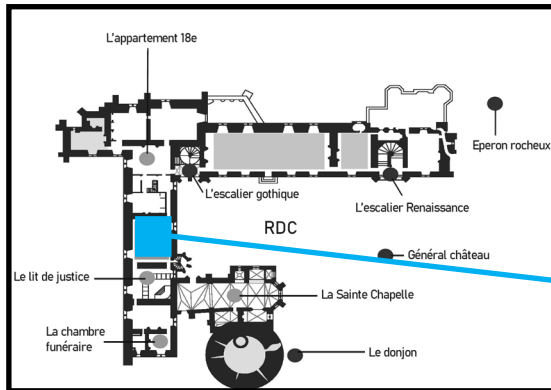 L'appartement 18e
Eperon rocheux
L'escalier gothique
L'escalier Renaissance
RDC
Général château
Le lit de justice
La Sainte Chapelle
La chambre
funéraire
Le donjon